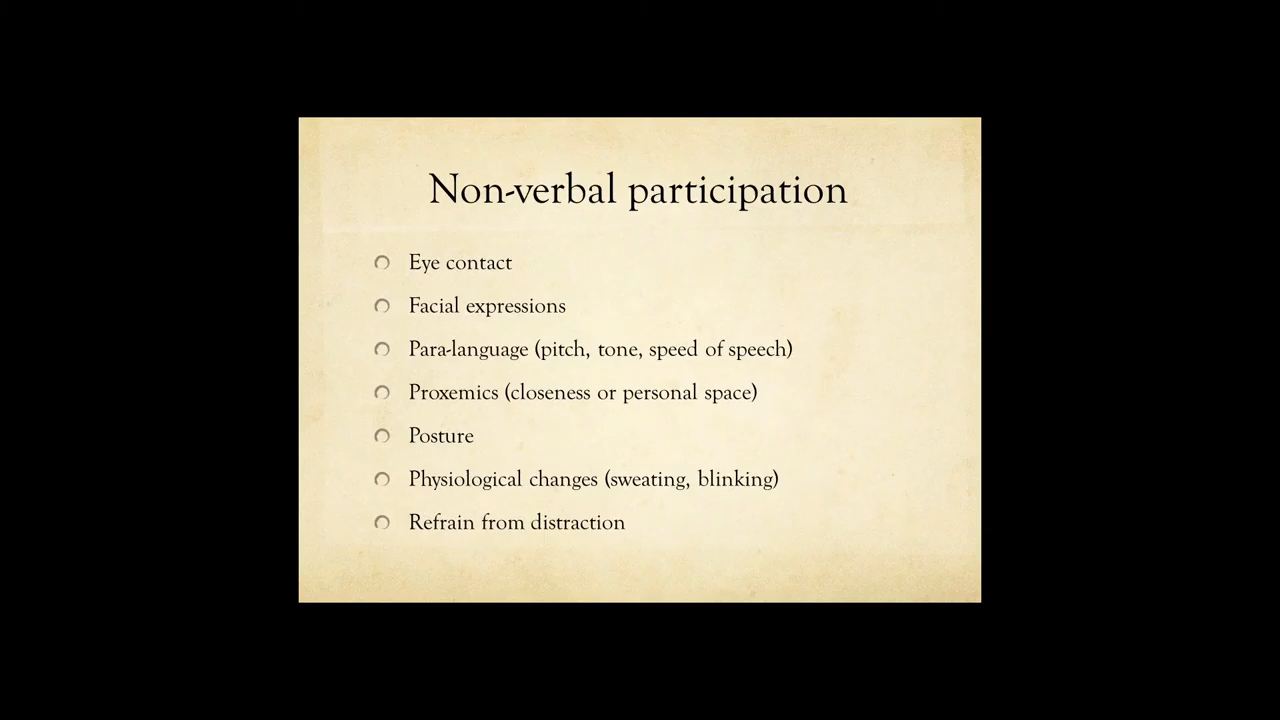 Non-verbal participation
Eye contact
Facial expressions
Para-language (pitch, tone, speed of speech)
Proxemics (closeness or personal space)
Posture
Physiological changes (sweating, blinking)
Refrain from distraction